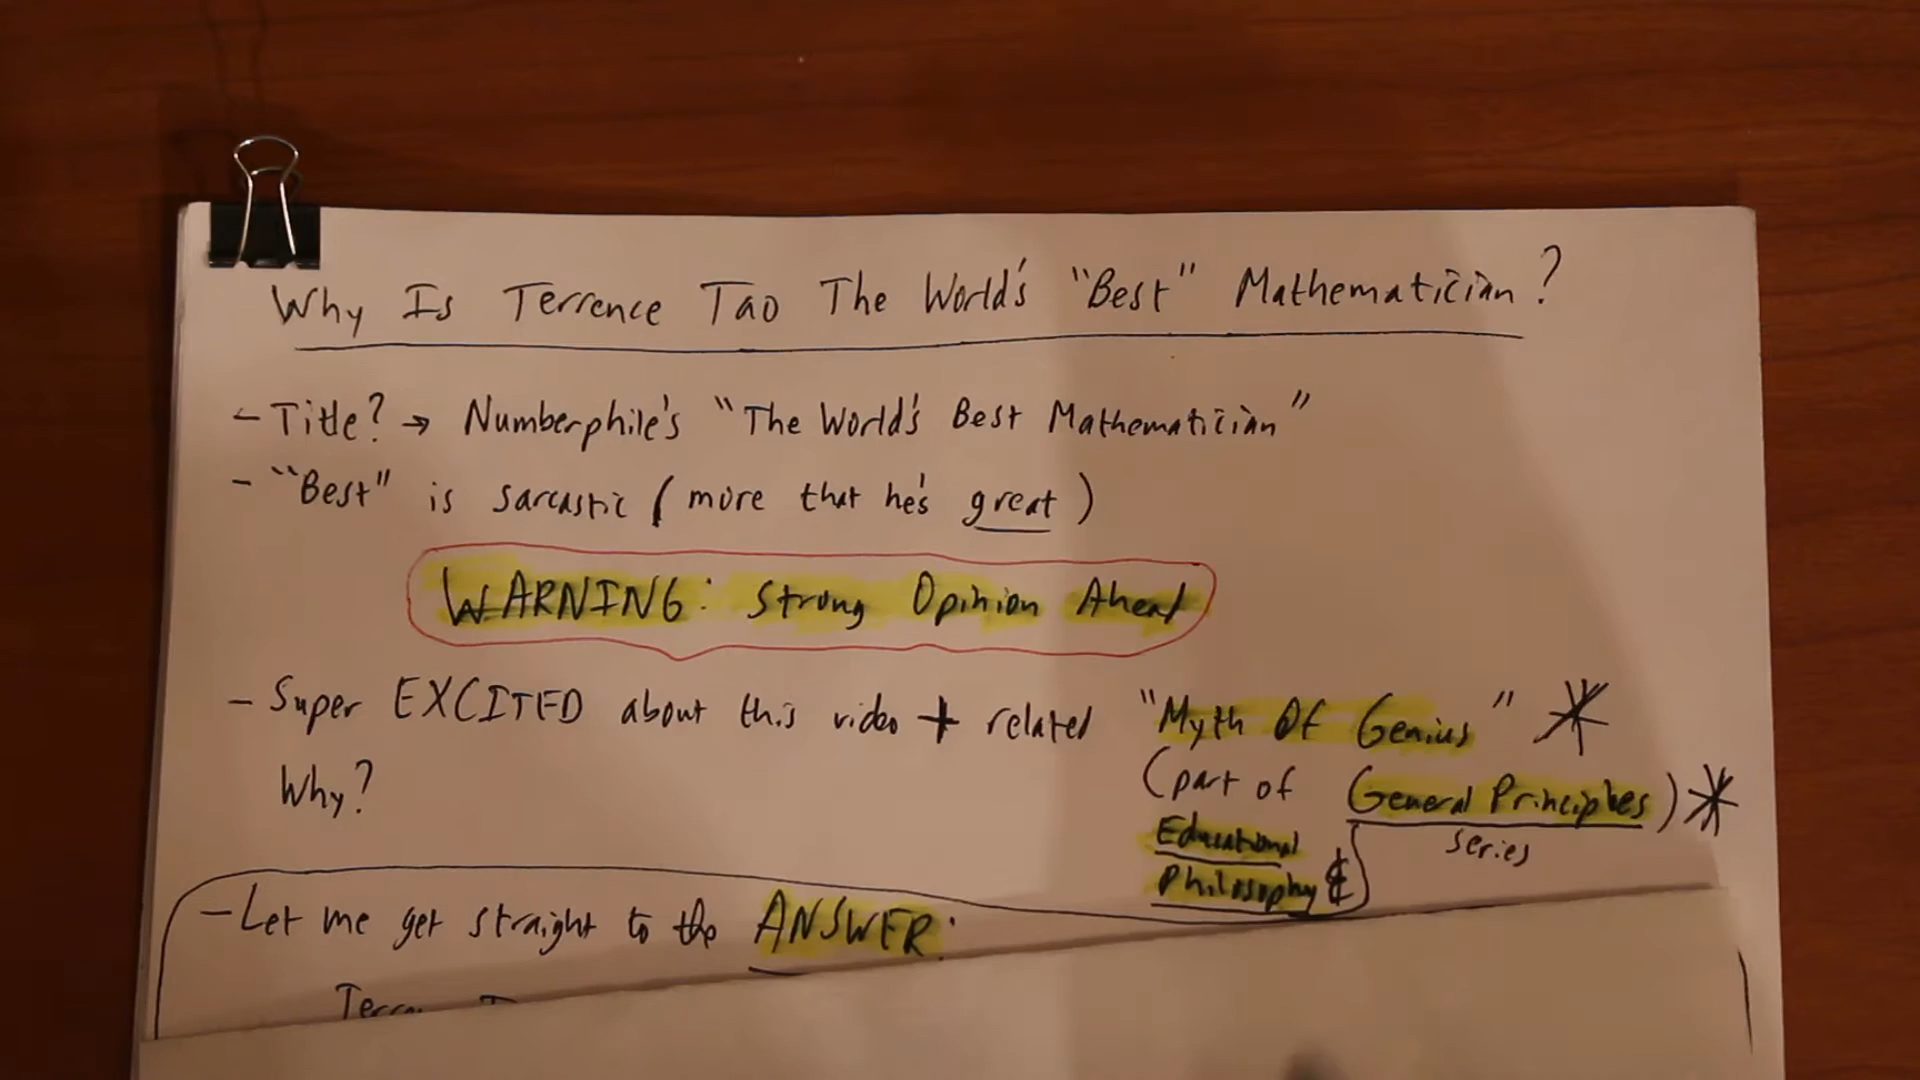 Why Is Terrence Tao The World's "Best" Mathematician?
- Title? → Numberphile's "The World's Best Mathematician"
- "Best" is sarcastic (more that he's great)
WARNING: Strong Opinion Ahead
- Super EXCITED about this video + related "Myth Of Genius" *
Why?
(part of General Principles) *
series
Educational
Philosophy &
- Let me get straight to the ANSWER: